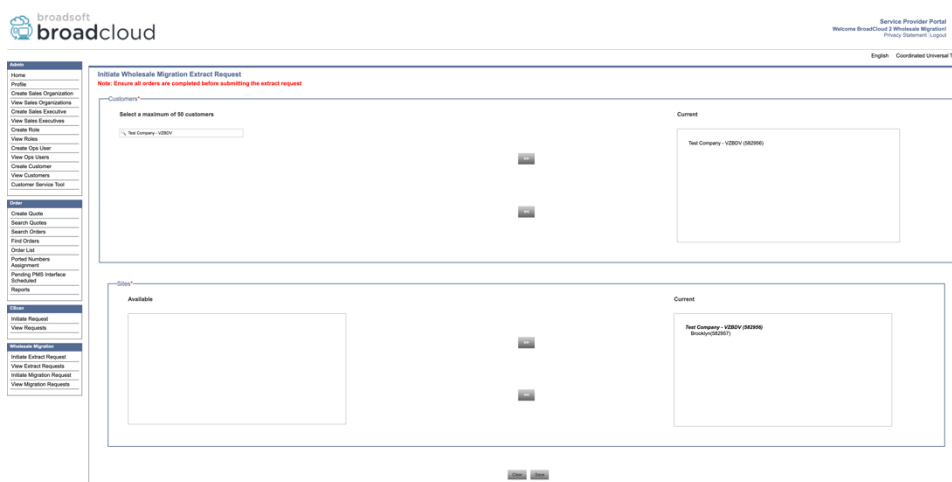 broadsoft
broadcloud
Service Provider Portal
Welcome BroadCloud 2 Wholesale Migration!
Privacy Statement | Logout
English Coordinated Universal T
Admin
Home
Profile
Create Sales Organization
View Sales Organizations
Create Sales Executive
View Sales Executives
Create Role
View Roles
Create Ops User
View Ops Users
Create Customer
View Customers
Customer Service Tool
Order
Create Quote
Search Quotes
Search Orders
Find Orders
Order List
Ported Numbers
Assignment
Pending PMS Interface
Scheduled
Reports
Initiate Request
View Requests
Wholesale Migration
Initiate Extract Request
View Extract Requests
Initiate Migration Request
View Migration Requests
Initiate Wholesale Migration Extract Request
Note: Ensure all orders are completed before submitting the extract request
Customers*
Select a maximum of 50 customers
Test Company - VZBDV
>>
<<
Current
Test Company - VZBDV (582956)
Sites*
Available
>>
<<
Current
Test Company - VZBDV (582956)
Brooklyn(582957)
Clear Save